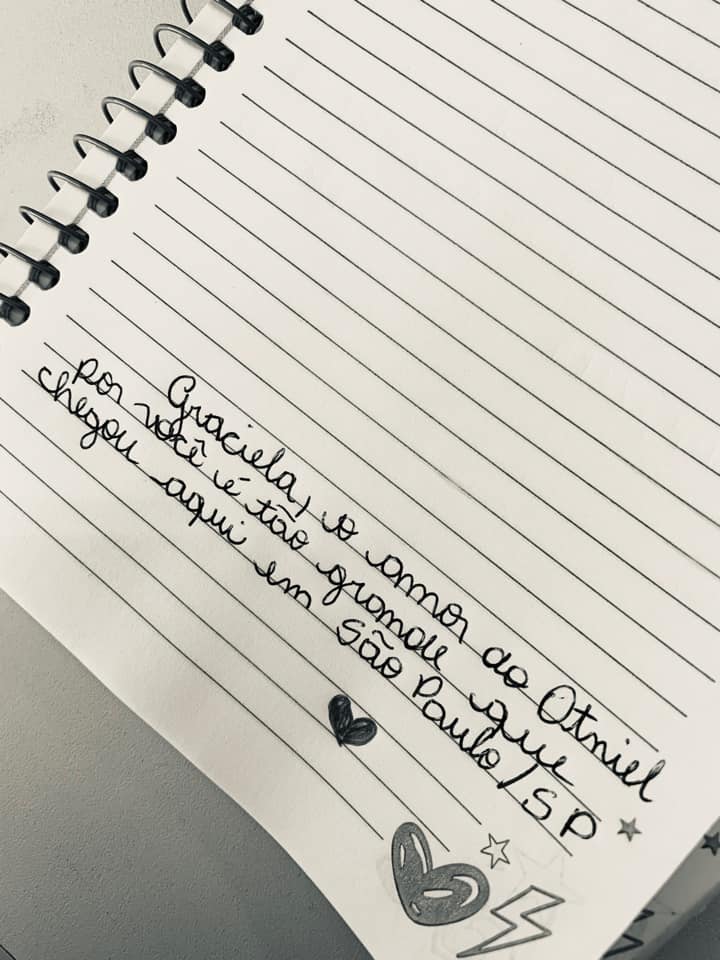 Graciela, o amor do Otniel
por você é tão grande que
chegou aqui em São Paulo/SP